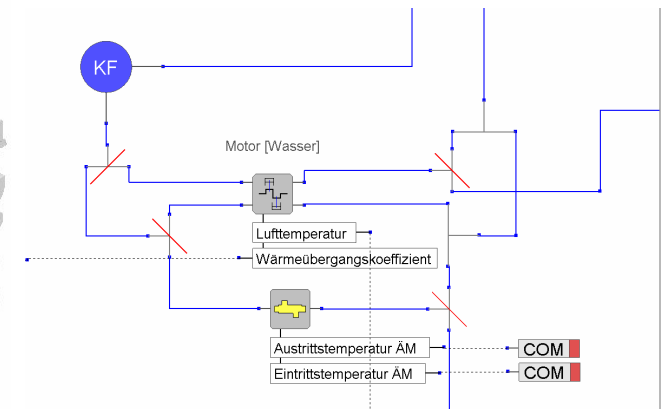 KF
Motor [Wasser]
Lufttemperatur
Wärmeübergangskoeffizient
Austrittstemperatur ÄM
COM
Eintrittstemperatur ÄM
COM